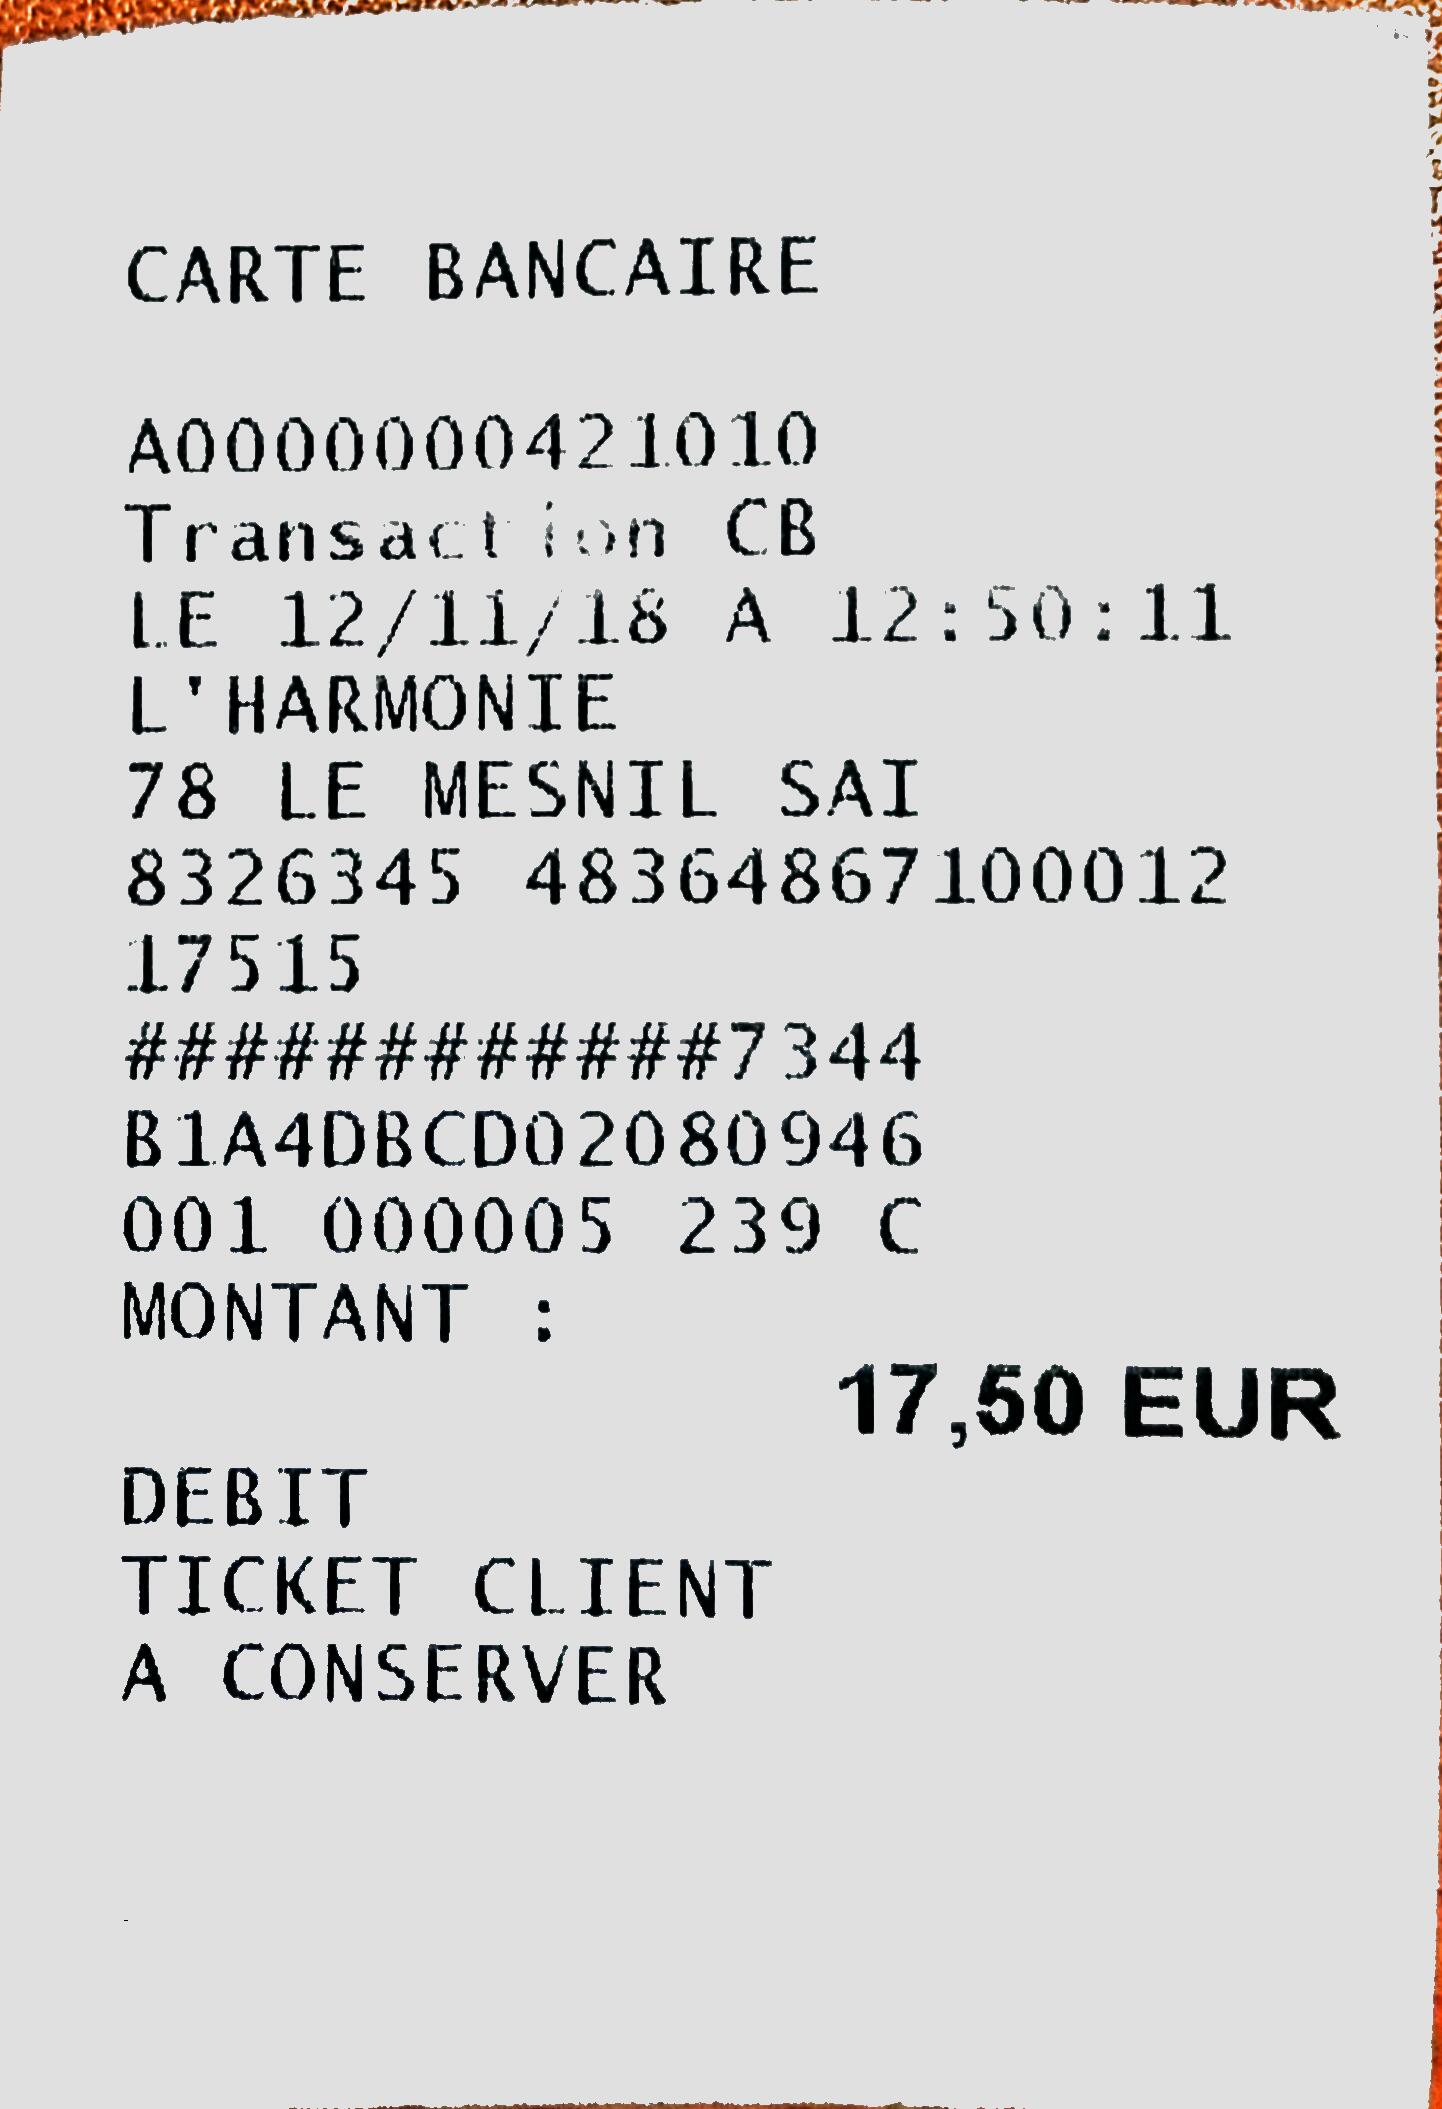 CARTE BANCAIRE
A0000000421010
Transaction CB
LE 12/11/18 A 12:50:11
L'HARMONIE
78 LE MESNIL SAI
8326345 48364867100012
17515
############7344
B1A4DBCD02080946
001 000005 239 C
MONTANT :
17,50 EUR
DEBIT
TICKET CLIENT
A CONSERVER